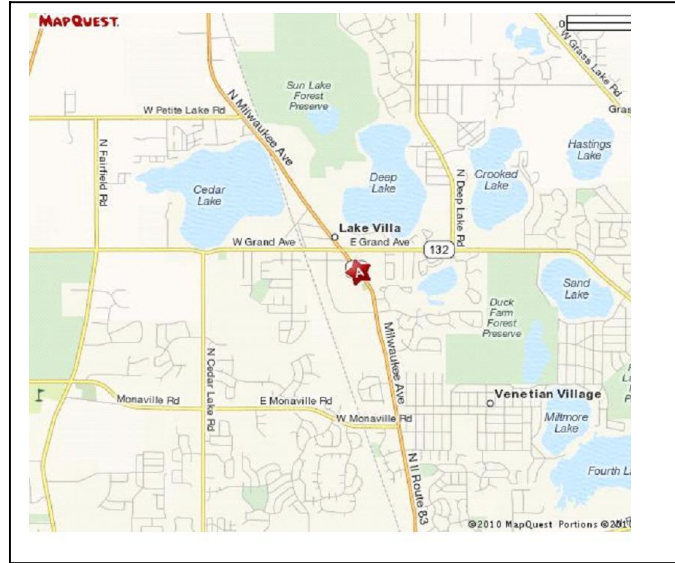 MAPQUEST.
0
W Grass Lake Rd
Sun Lake
Forest
Preserve
W Petite Lake Rd
N Milwaukee Ave
Gras
N Fairfield Rd
Hastings
Lake
Deep
Lake
N Deep Lake Rd
Crooked
Lake
Cedar
Lake
Lake Villa
W Grand Ave
E Grand Ave
132
A
Sand
Lake
Duck
Farm
Forest
Preserve
Milwaukee Ave
N Cedar Lake Rd
Monaville Rd
E Monaville Rd
W Monaville Rd
Venetian Village
Miltmore
Lake
Fourth L
N Il Route 83
©2010 MapQuest Portions ©2010